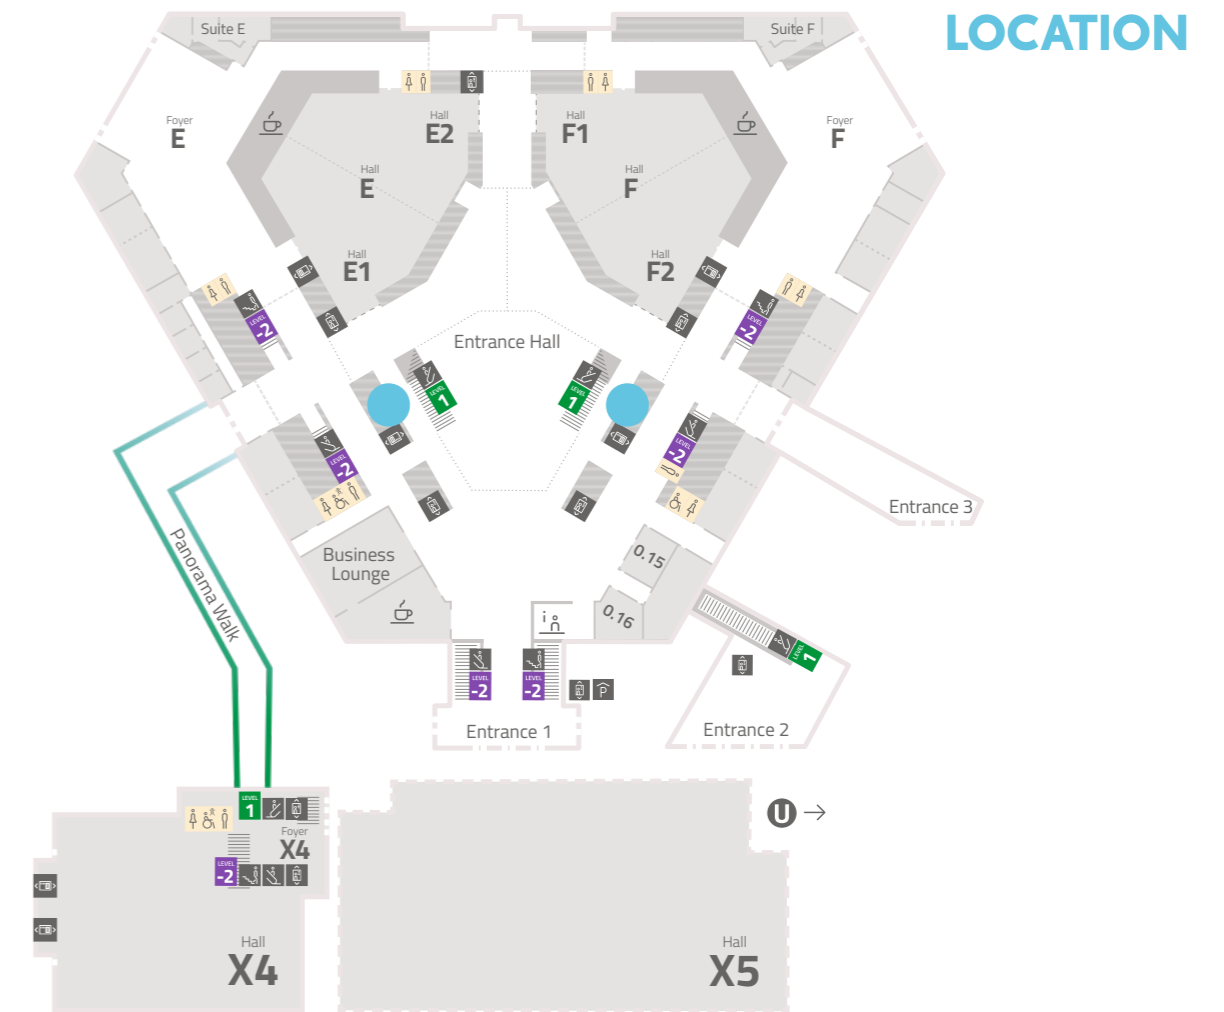 LOCATION
Suite E
Suite F
Foyer
E
Hall
E2
Hall
F1
Foyer
F
Hall
E
Hall
F
Hall
E1
Hall
F2
LEVEL
-2
LEVEL
-2
Entrance Hall
LEVEL
1
LEVEL
1
LEVEL
-2
LEVEL
-2
Entrance 3
Panorama Walk
Business
Lounge
0.15
0.16
i
LEVEL
1
LEVEL
-2
LEVEL
-2
P
Entrance 1
Entrance 2
LEVEL
1
U
Foyer
X4
LEVEL
-2
Hall
X4
Hall
X5